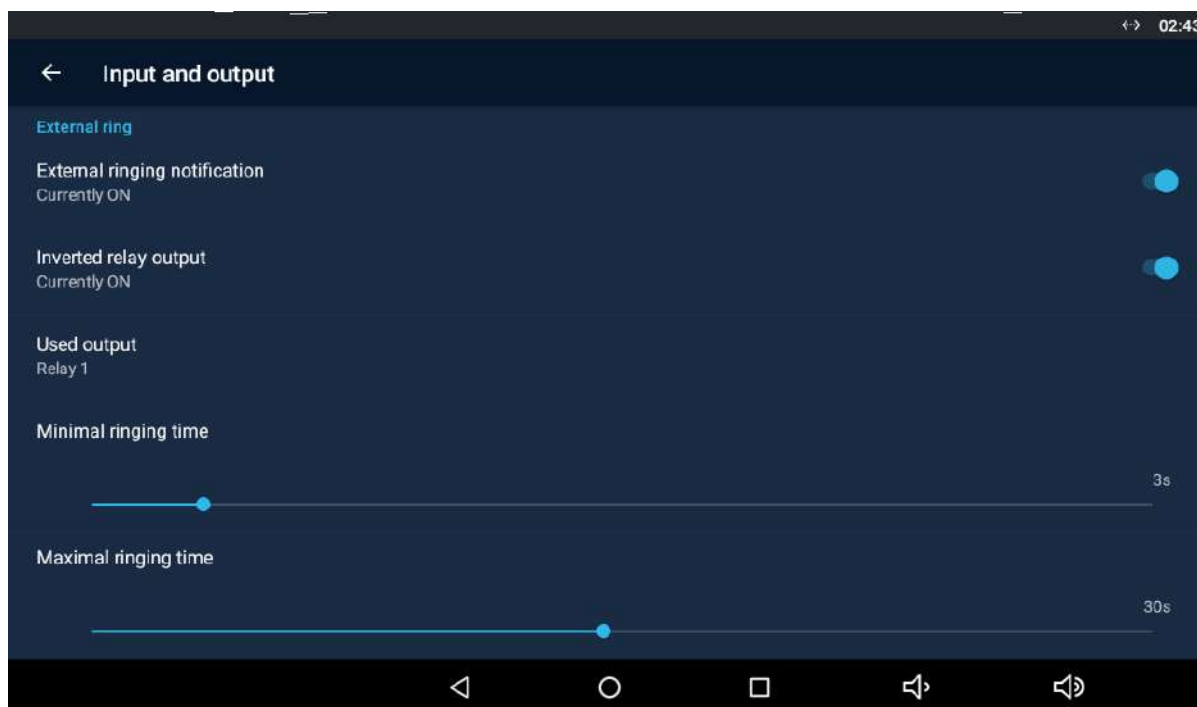 02:43
Input and output
External ring
External ringing notification
Currently ON
Inverted relay output
Currently ON
Used output
Relay 1
Minimal ringing time
3s
Maximal ringing time
30s